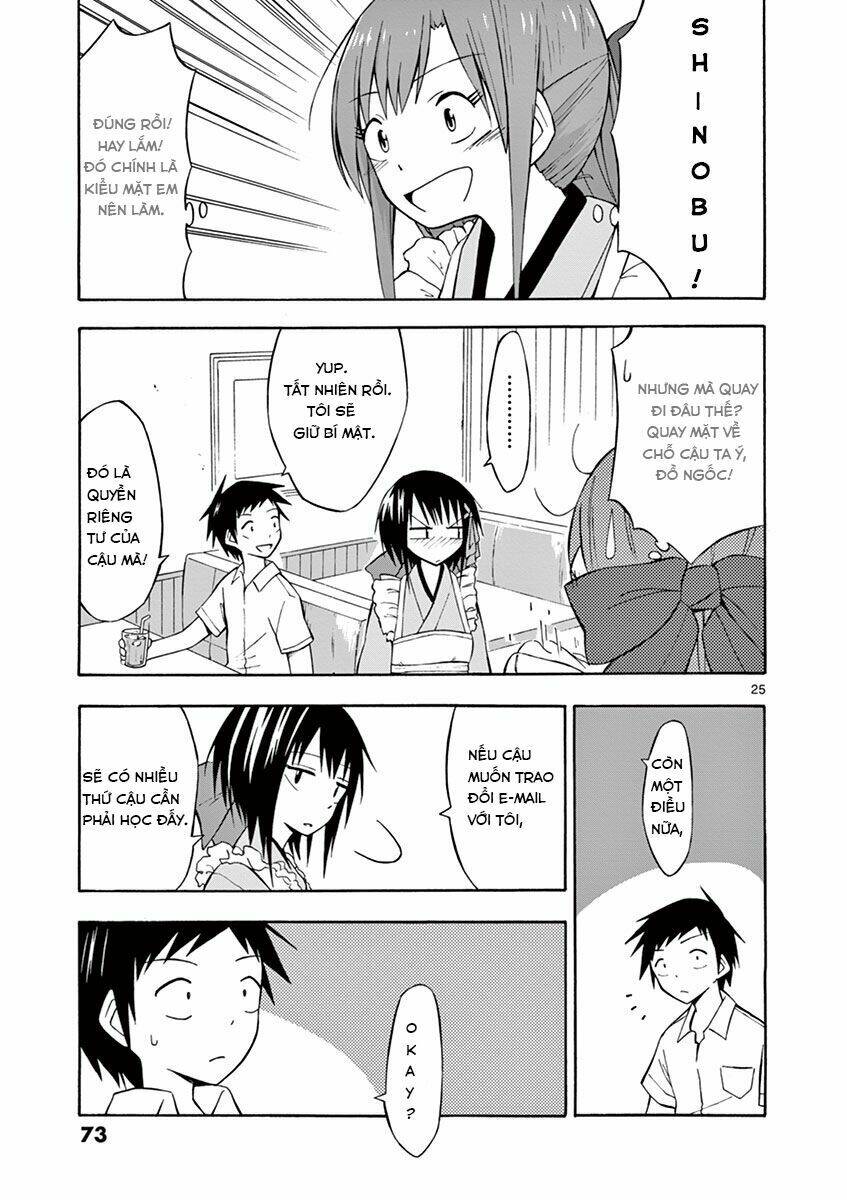 S
H
I
N
O
B
U
!
ĐÚNG RỒI!
HAY LẮM!
ĐÓ CHÍNH LÀ
KIỂU MẶT EM
NÊN LÀM.
NHƯNG MÀ QUAY
ĐI ĐÂU THẾ?
QUAY MẶT VỀ
CHỖ CẬU TA Ý,
ĐỒ NGỐC!
.........
YUP.
TẤT NHIÊN RỒI.
TÔI SẼ
GIỮ BÍ MẬT.
ĐÓ LÀ
QUYỀN
RIÊNG
TƯ CỦA
CẬU MÀ!
25
CÒN
MỘT
ĐIỀU
NỮA,
NẾU CẬU
MUỐN TRAO
ĐỔI E-MAIL
VỚI TÔI,
SẼ CÓ NHIỀU
THỨ CẬU CẦN
PHẢI HỌC ĐẤY.
O
K
A
Y
?
73